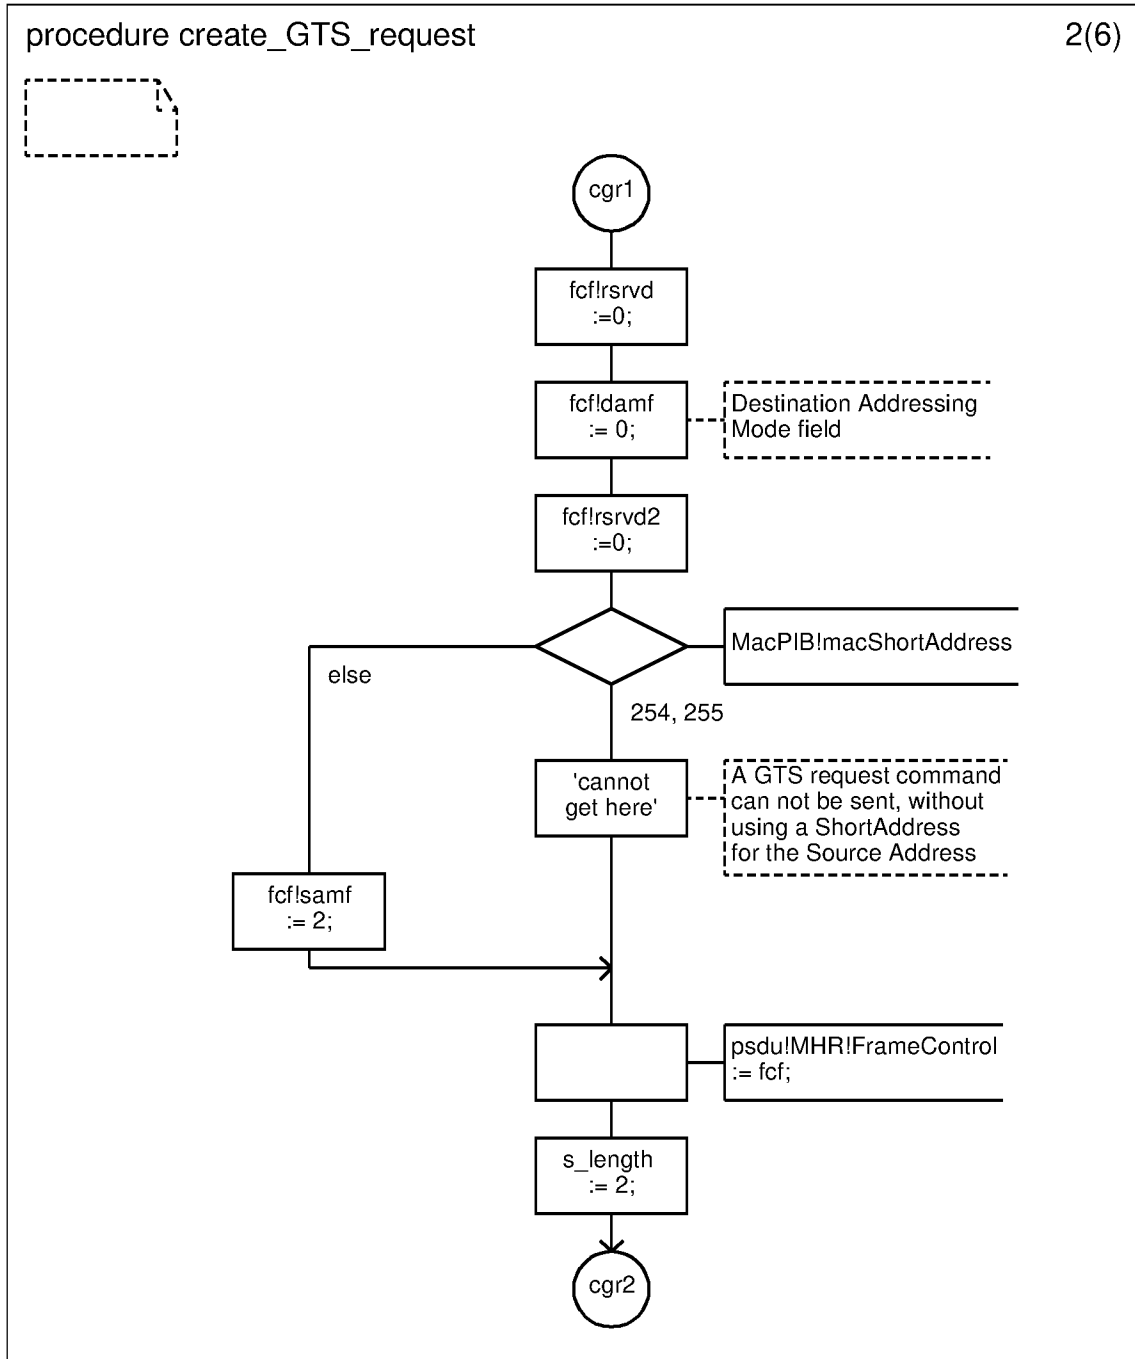 procedure create_GTS_request
2(6)
cgr1
fcf!rsrvd
:=0;
fcf!damf
:= 0;
Destination Addressing
Mode field
fcf!rsrvd2
:=0;
MacPIB!macShortAddress
else
254, 255
'cannot
get here'
A GTS request command
can not be sent, without
using a ShortAddress
for the Source Address
fcf!samf
:= 2;
psdu!MHR!FrameControl
:= fcf;
s_length
:= 2;
cgr2